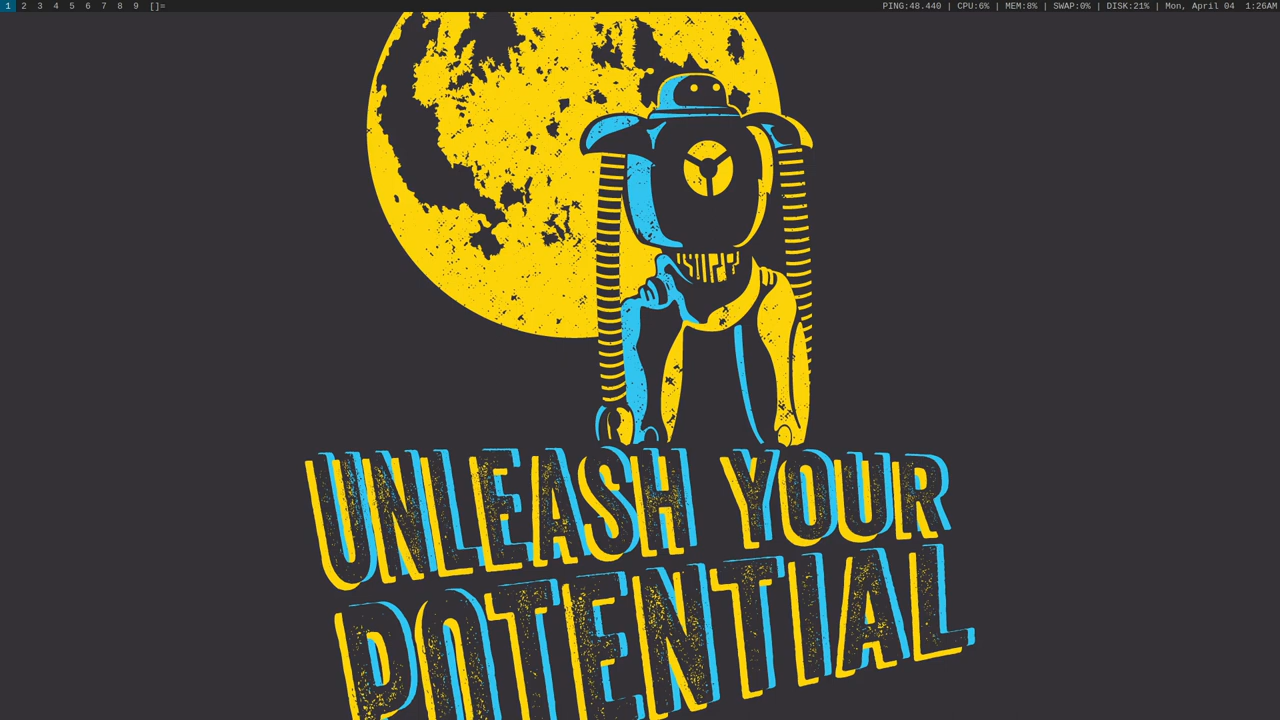 1 2 3 4 5 6 7 8 9 []= PING:48.440 | CPU:6% | MEM:8% | SWAP:0% | DISK:21% | Mon, April 04 1:26AM
UNLEASH YOUR
POTENTIAL